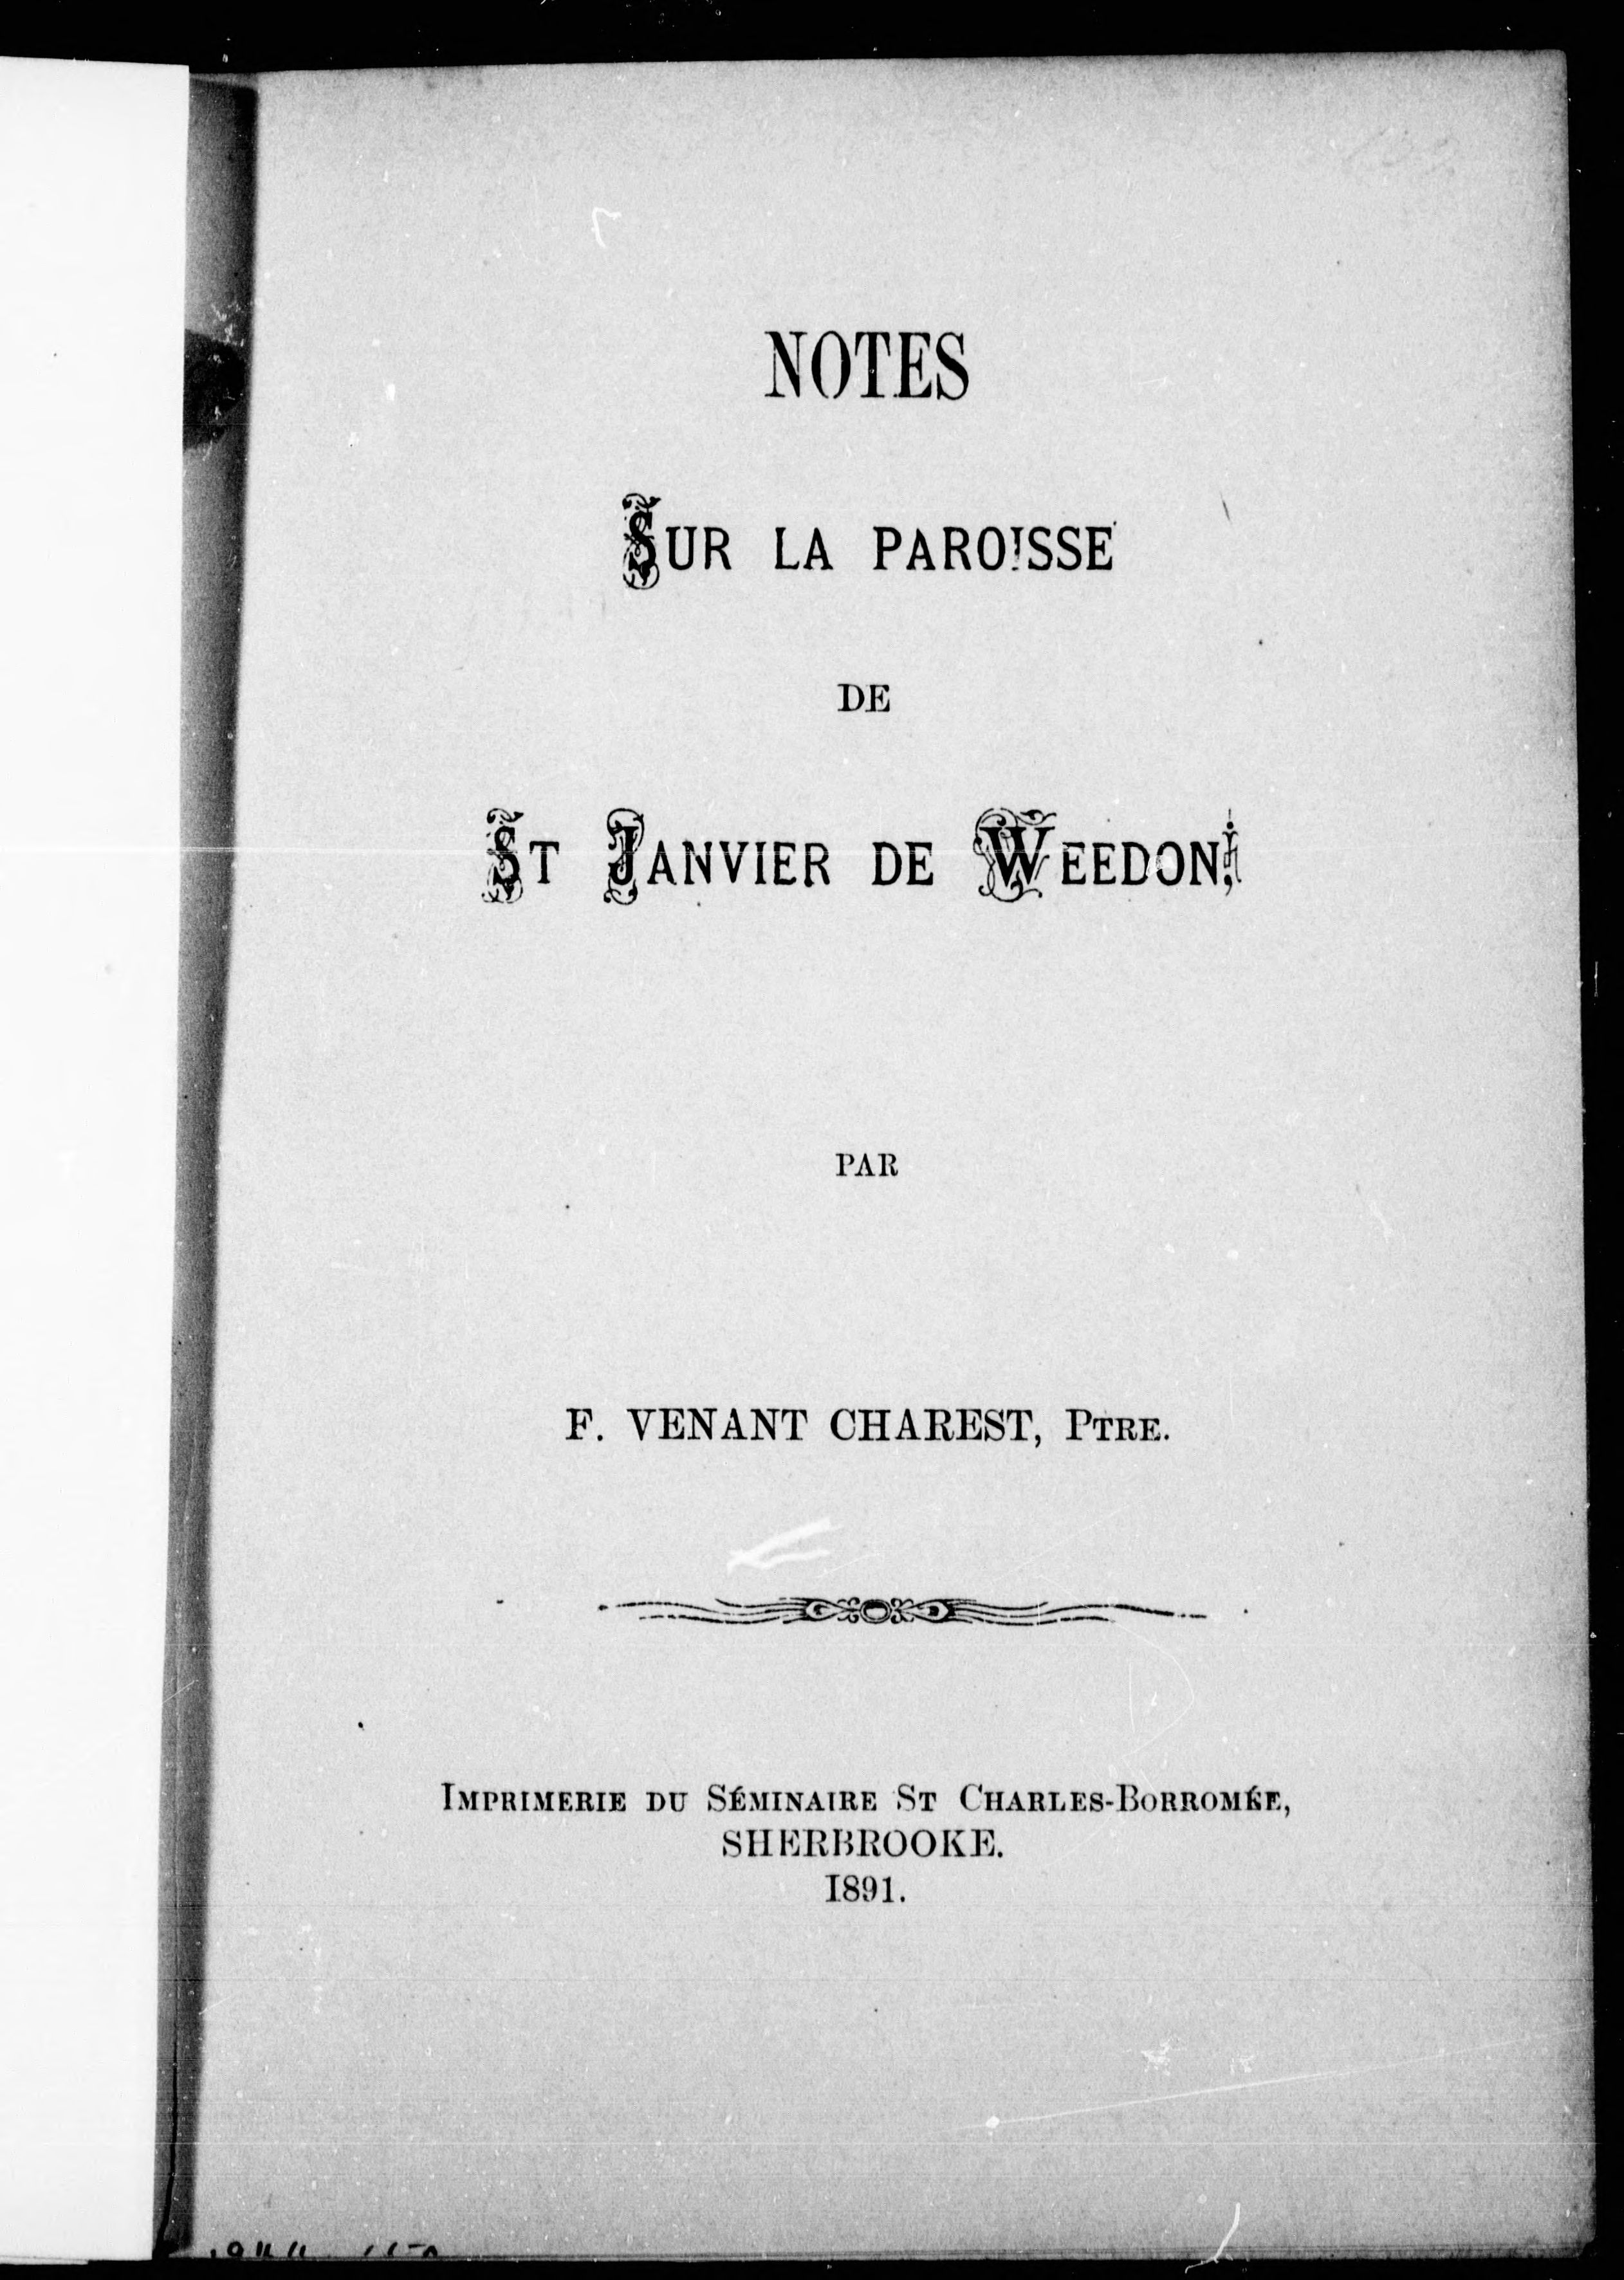 NOTES
SUR LA PAROISSE
DE
ST JANVIER DE WEEDON,
PAR
F. VENANT CHAREST, PTRE.
IMPRIMERIE DU SÉMINAIRE ST CHARLES-BORROMÉE,
SHERBROOKE.
1891.